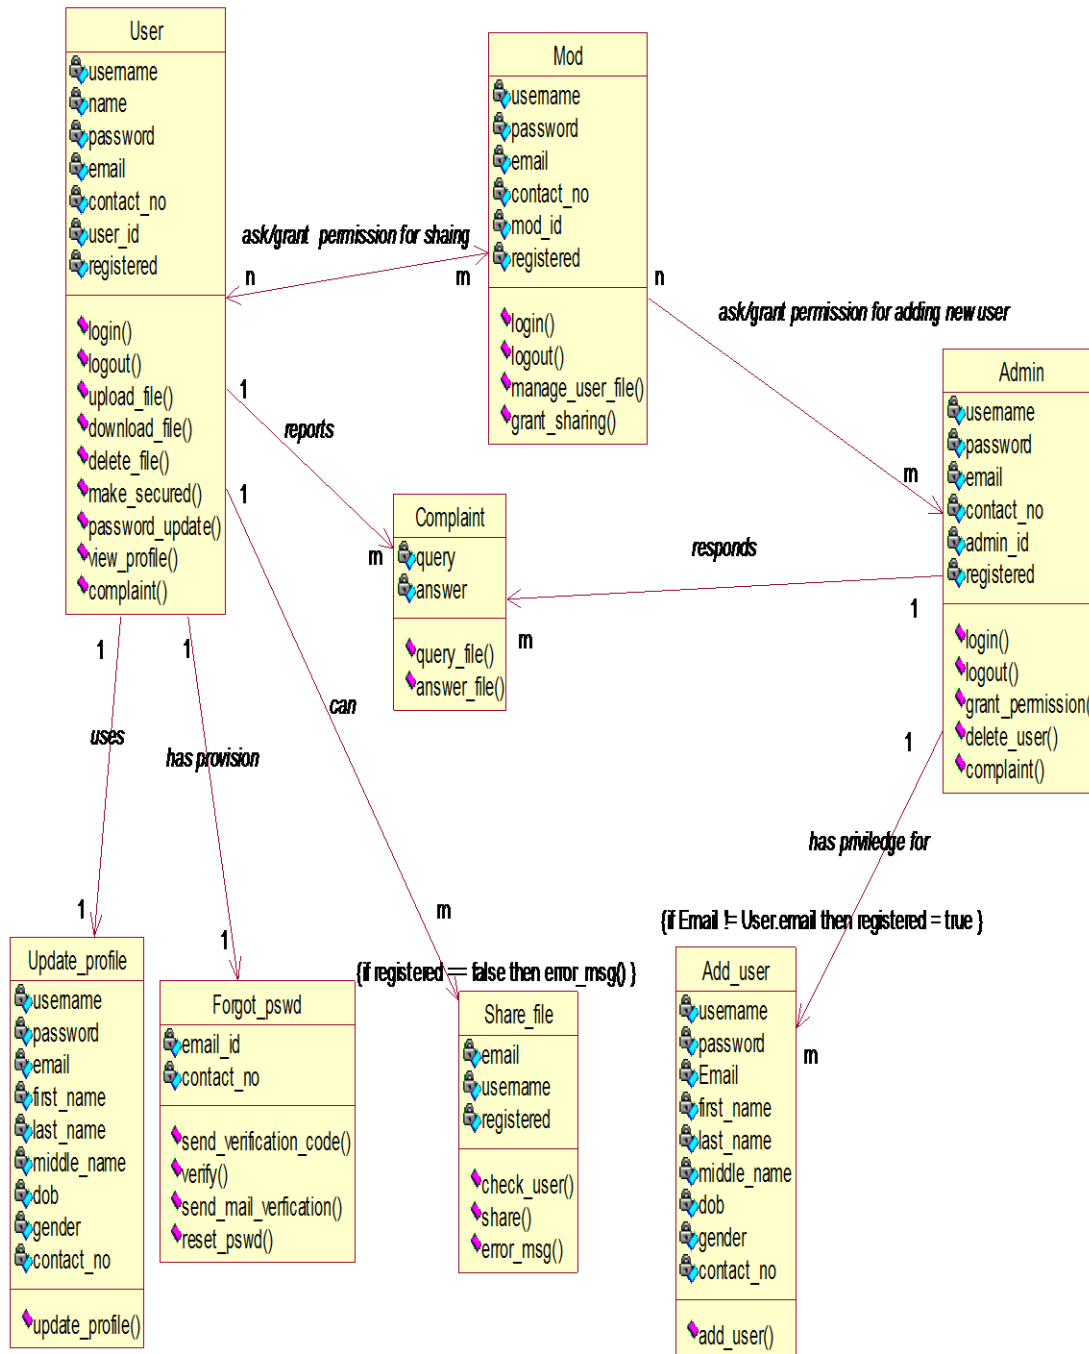 User
username
name
password
email
contact_no
user_id
registered
login()
logout()
upload_file()
download_file()
delete_file()
make_secured()
password_update()
view_profile()
complaint()
ask/grant permission for shaing
n
m
Mod
username
password
email
contact_no
mod_id
registered
login()
logout()
manage_user_file()
grant_sharing()
n
ask/grant permission for adding new user
m
Admin
username
password
email
contact_no
admin_id
registered
login()
logout()
grant_permission(
delete_user()
complaint()
1
reports
m
Complaint
query
answer
query_file()
answer_file()
responds
1
m
1
can
m
1
uses
1
1
has provision
1
1
has priviledge for
m
{if Email != User.email then registered = true }
{if registered == false then error_msg() }
Update_profile
username
password
email
first_name
last_name
middle_name
dob
gender
contact_no
update_profile()
Forgot_pswd
email_id
contact_no
send_verification_code()
verify()
send_mail_verfication()
reset_pswd()
Share_file
email
username
registered
check_user()
share()
error_msg()
Add_user
username
password
Email
first_name
last_name
middle_name
dob
gender
contact_no
add_user()